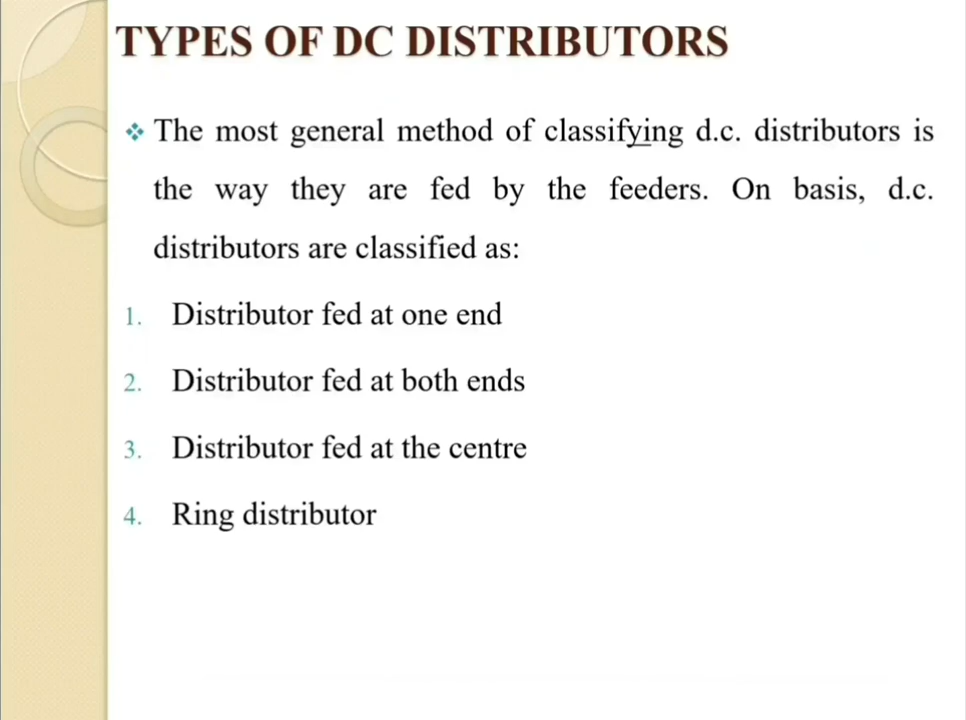 TYPES OF DC DISTRIBUTORS
❖ The most general method of classifying d.c. distributors is
the way they are fed by the feeders. On basis, d.c.
distributors are classified as:
1. Distributor fed at one end
2. Distributor fed at both ends
3. Distributor fed at the centre
4. Ring distributor